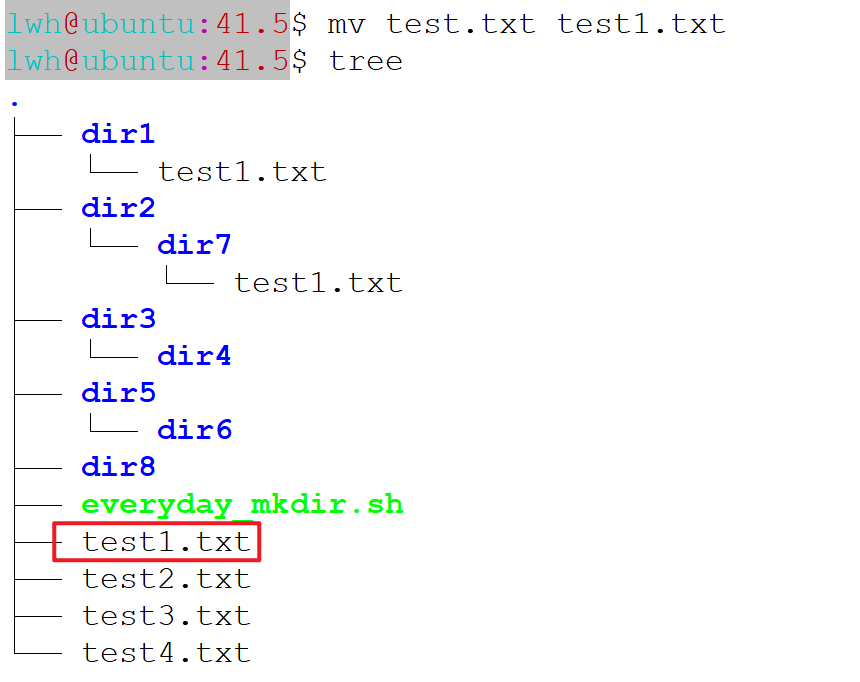 lwh@ubuntu:41.5$ mv test.txt test1.txt
lwh@ubuntu:41.5$ tree
.
├── dir1
│   └── test1.txt
├── dir2
│   └── dir7
│       └── test1.txt
├── dir3
│   └── dir4
├── dir5
│   └── dir6
├── dir8
├── everyday_mkdir.sh
├── test1.txt
├── test2.txt
├── test3.txt
└── test4.txt